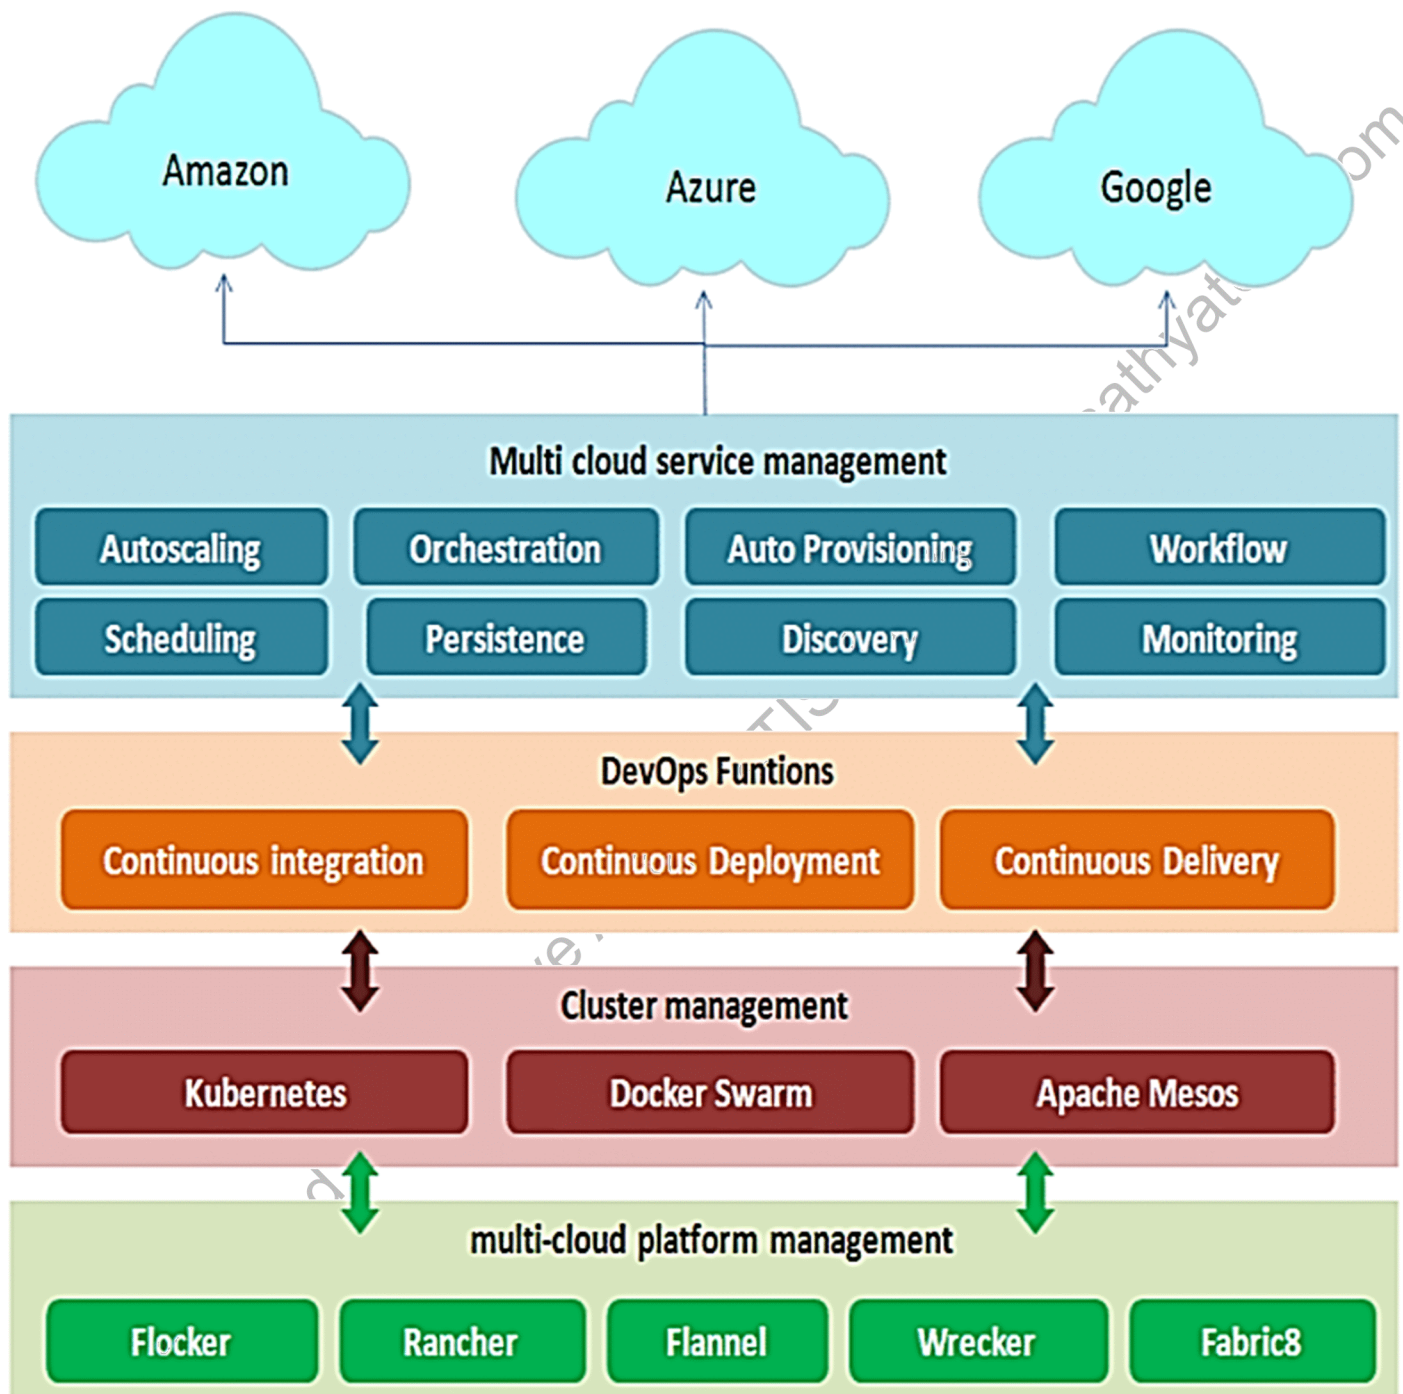 Amazon
Azure
Google
Multi cloud service management
Autoscaling
Orchestration
Auto Provisioning
Workflow
Scheduling
Persistence
Discovery
Monitoring
DevOps Funtions
Continuous integration
Continuous Deployment
Continuous Delivery
Cluster management
Kubernetes
Docker Swarm
Apache Mesos
multi-cloud platform management
Flocker
Rancher
Flannel
Wrecker
Fabric8